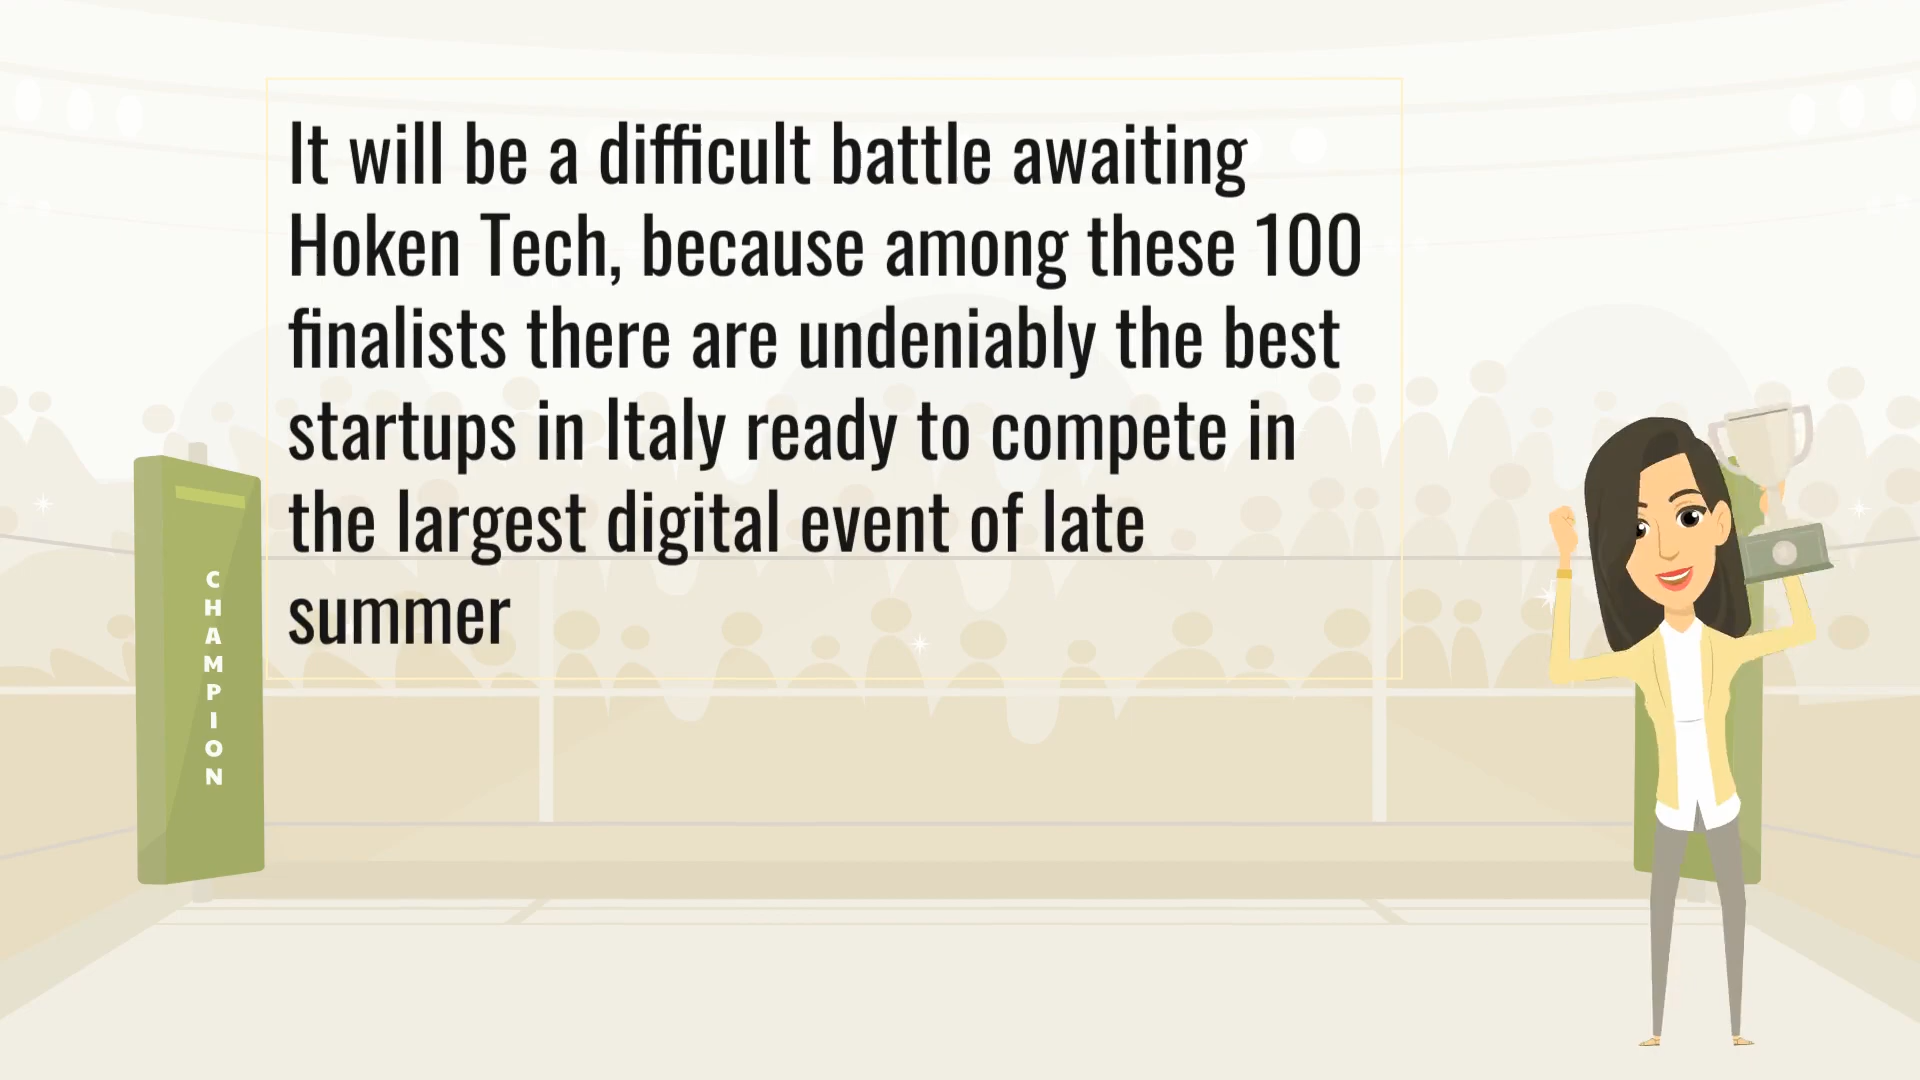 It will be a difficult battle awaiting
Hoken Tech, because among these 100
finalists there are undeniably the best
startups in Italy ready to compete in
the largest digital event of late
summer
CHAMPION